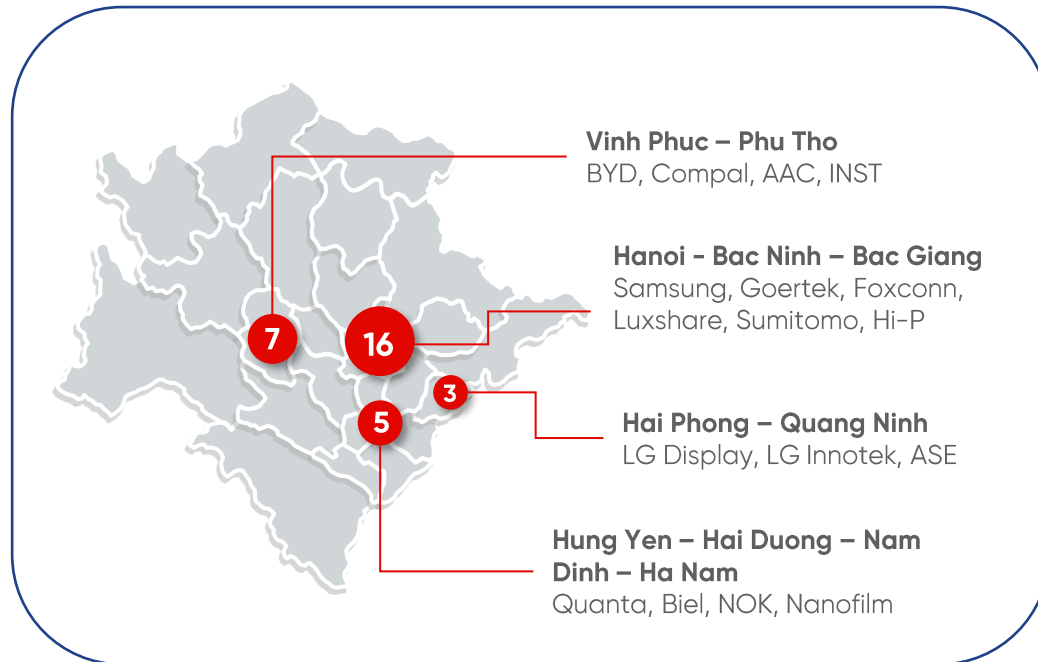 Vinh Phuc – Phu Tho
BYD, Compal, AAC, INST
Hanoi - Bac Ninh – Bac Giang
Samsung, Goertek, Foxconn,
Luxshare, Sumitomo, Hi-P
7
16
3
5
Hai Phong – Quang Ninh
LG Display, LG Innotek, ASE
Hung Yen – Hai Duong – Nam
Dinh – Ha Nam
Quanta, Biel, NOK, Nanofilm